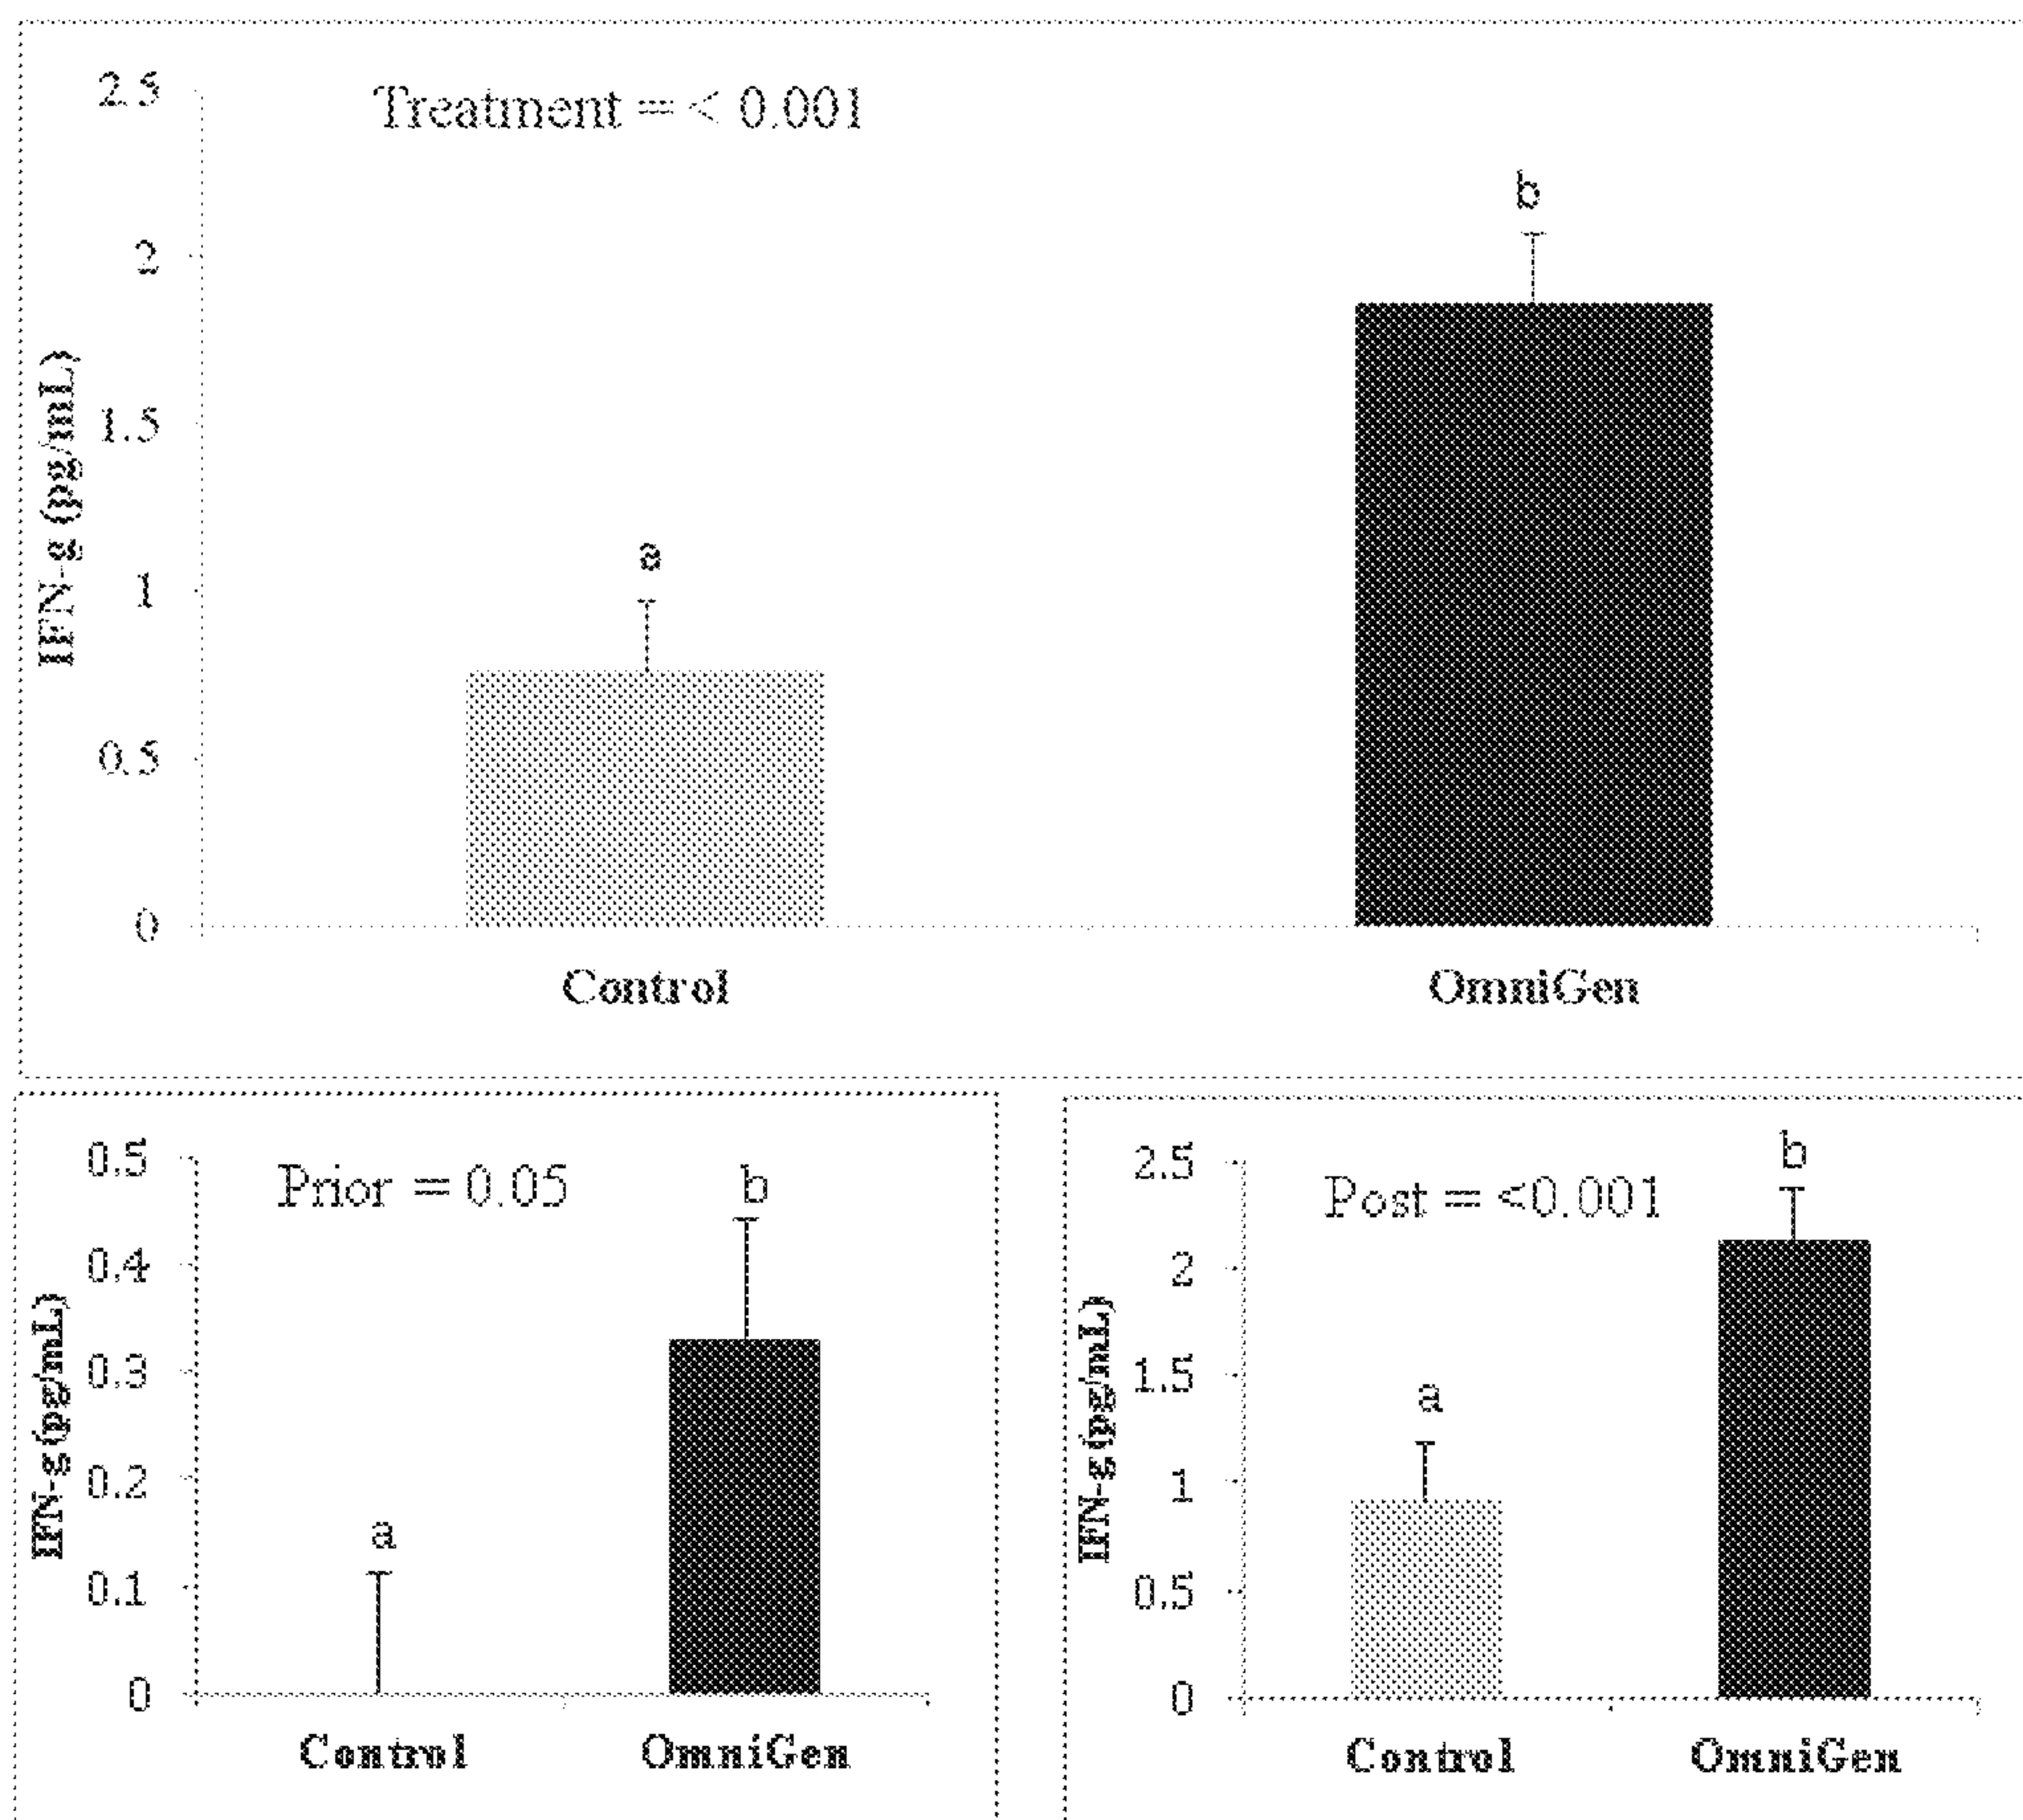 Treatment = < 0.001
IFN-g (pg/mL)
2.5
2
1.5
1
0.5
0
a
b
Control
OmniGen
Prior = 0.05
IFN-g (pg/mL)
0.5
0.4
0.3
0.2
0.1
0
a
b
Control
OmniGen
Post = <0.001
IFN-g (pg/mL)
2.5
2
1.5
1
0.5
0
a
b
Control
OmniGen